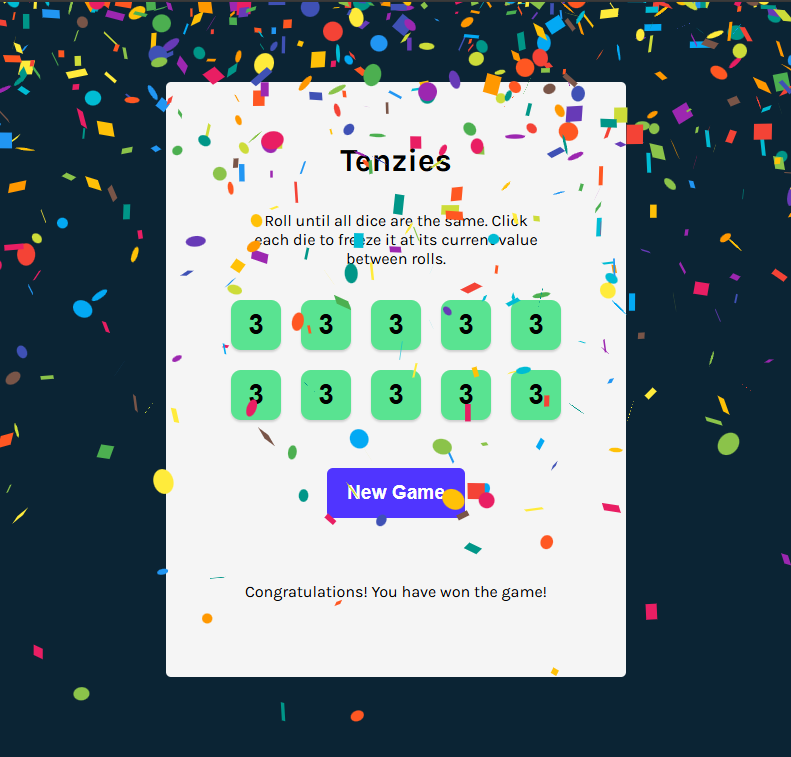 Tenzies
Roll until all dice are the same. Click
each die to freeze it at its current value
between rolls.
3 3 3 3 3
3 3 3 3 3
New Game
Congratulations! You have won the game!